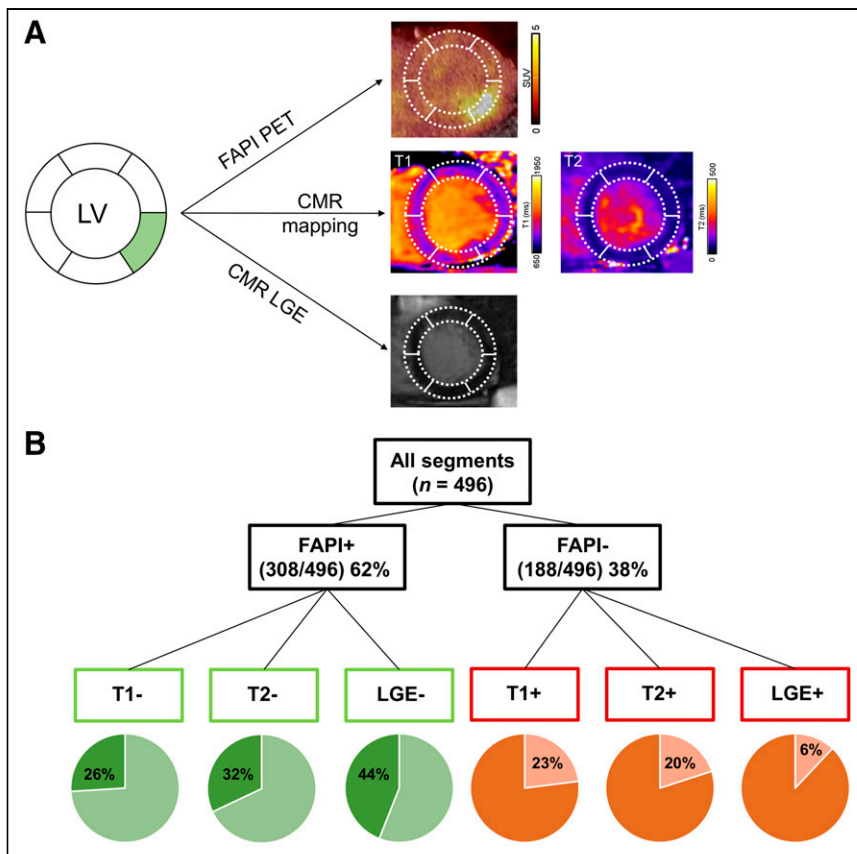 A
FAPI PET
SUV
5
0
LV
CMR
mapping
T1
T1 (ms)
1950
650
T2
T2 (ms)
500
0
CMR LGE
B
All segments
(n = 496)
FAPI+
(308/496) 62%
FAPI-
(188/496) 38%
T1-
T2-
LGE-
T1+
T2+
LGE+
26%
32%
44%
23%
20%
6%